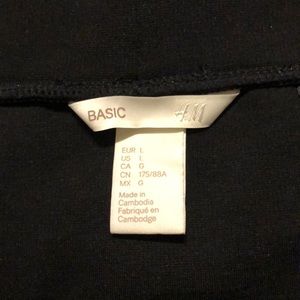 BASIC
H&M
EUR L
US L
CA G
CN 175/88A
MX G
Made in
Cambodia
Fabriqué en
Cambodge